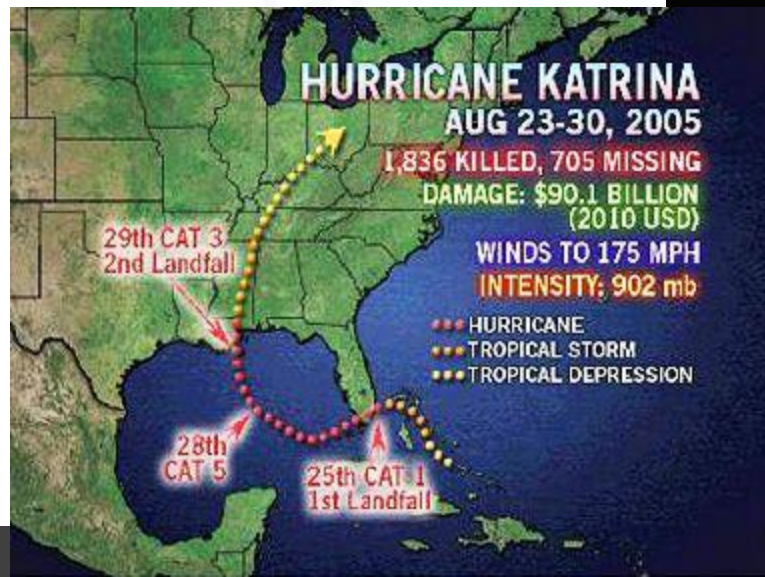 HURRICANE KATRINA
AUG 23-30, 2005
1,836 KILLED, 705 MISSING
DAMAGE: $90.1 BILLION
(2010 USD)
WINDS TO 175 MPH
INTENSITY: 902 mb
HURRICANE
TROPICAL STORM
TROPICAL DEPRESSION
29th CAT 3
2nd Landfall
28th
CAT 5
25th CAT 1
1st Landfall